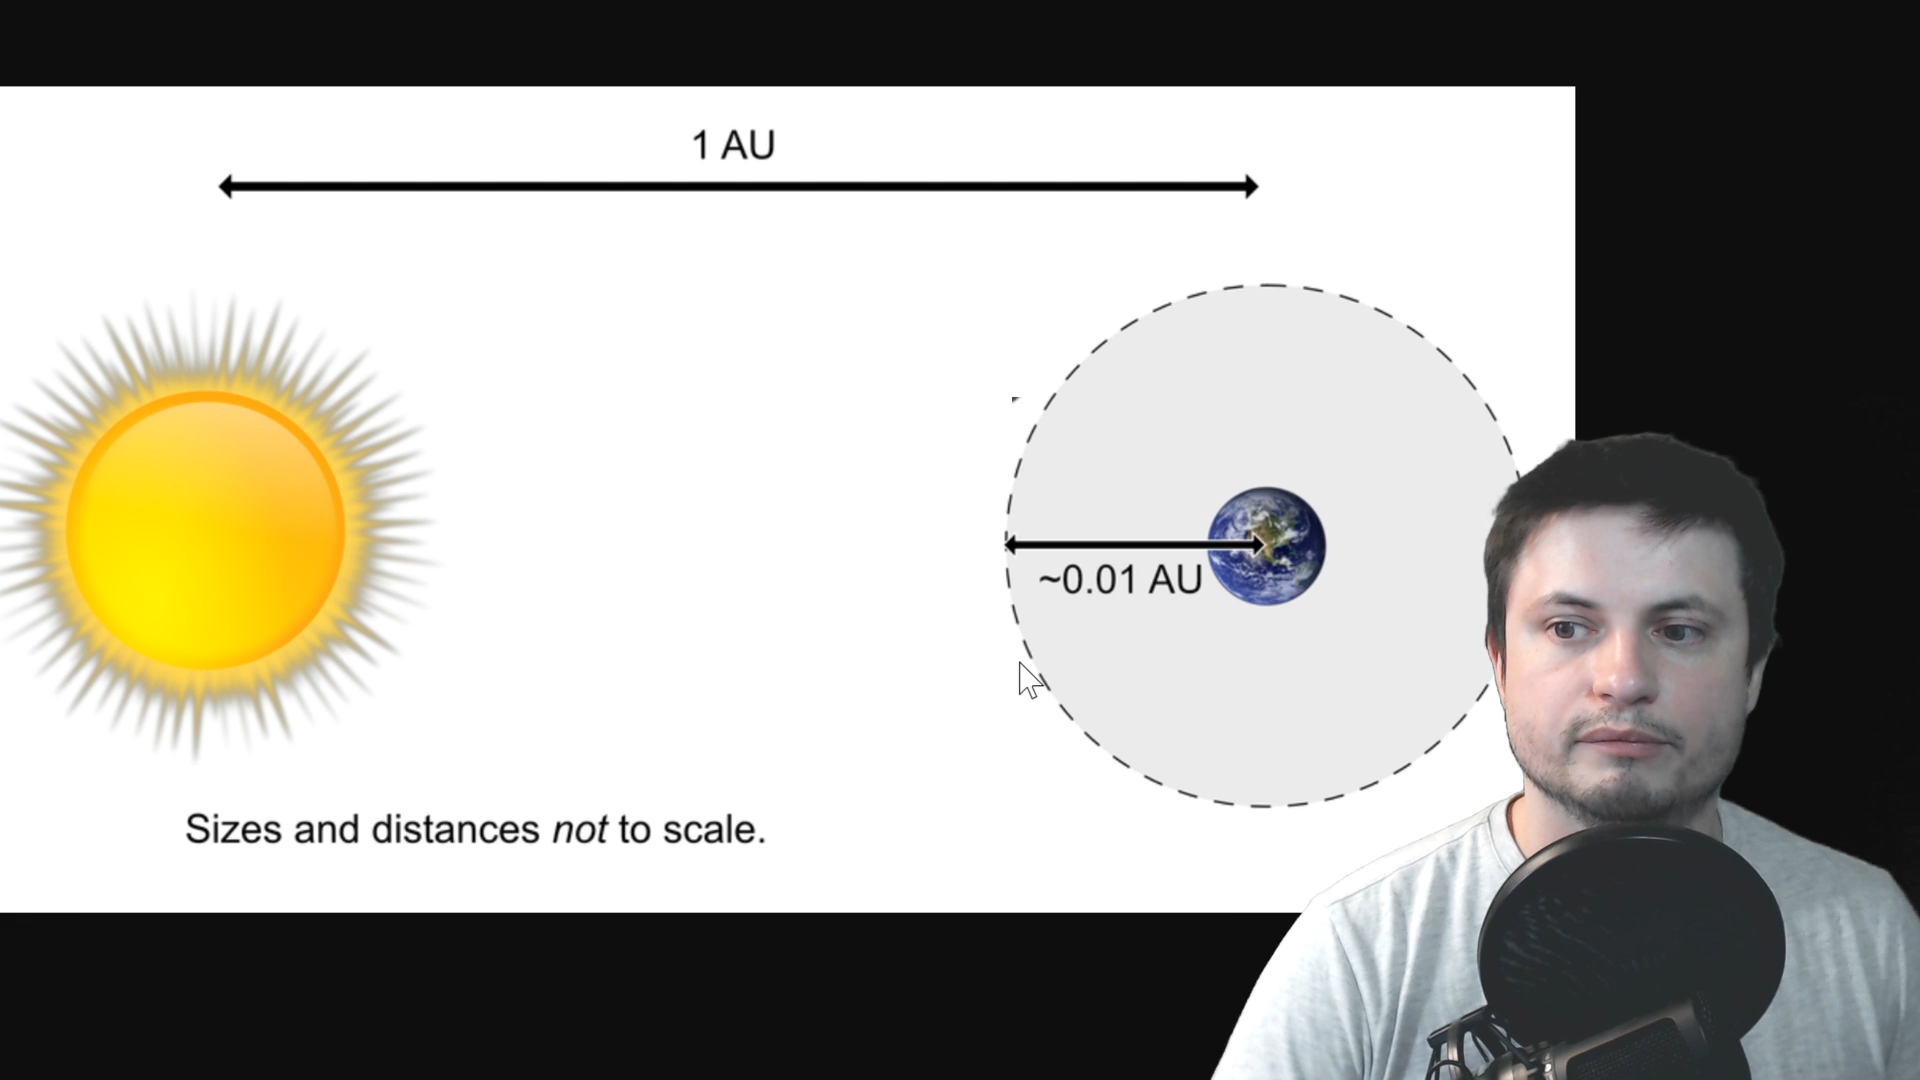 1 AU
~0.01 AU
Sizes and distances not to scale.